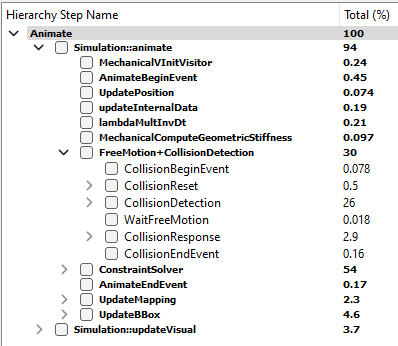 Hierarchy Step Name Total (%)
Animate 100
Simulation::animate 94
MechanicalVInitVisitor 0.24
AnimateBeginEvent 0.45
UpdatePosition 0.074
updateInternalData 0.19
lambdaMultInvDt 0.21
MechanicalComputeGeometricStiffness 0.097
FreeMotion+CollisionDetection 30
CollisionBeginEvent 0.078
CollisionReset 0.5
CollisionDetection 26
WaitFreeMotion 0.018
CollisionResponse 2.9
CollisionEndEvent 0.16
ConstraintSolver 54
AnimateEndEvent 0.17
UpdateMapping 2.3
UpdateBBox 4.6
Simulation::updateVisual 3.7